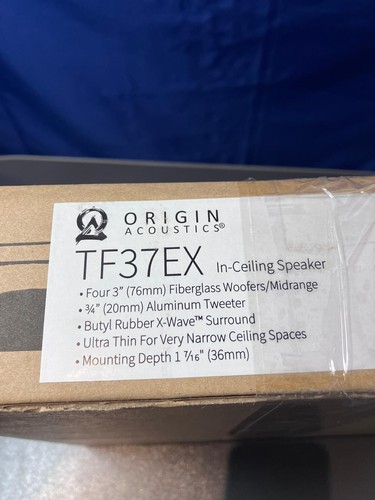 ORIGIN
ACOUSTICS®
TF37EX In-Ceiling Speaker
• Four 3" (76mm) Fiberglass Woofers/Midrange
• ¾" (20mm) Aluminum Tweeter
• Butyl Rubber X-Wave™ Surround
• Ultra Thin For Very Narrow Ceiling Spaces
• Mounting Depth 1 7⁄16" (36mm)